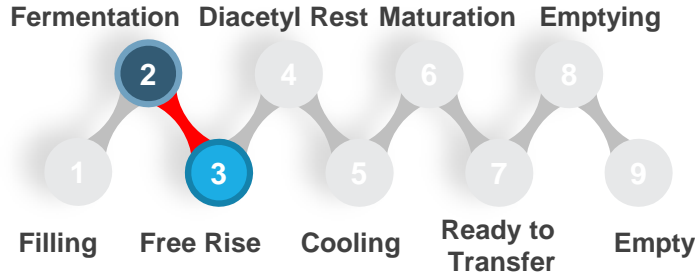 Fermentation Diacetyl Rest Maturation Emptying
2 4 6 8
1 3 5 7 9
Filling Free Rise Cooling Ready to Transfer Empty